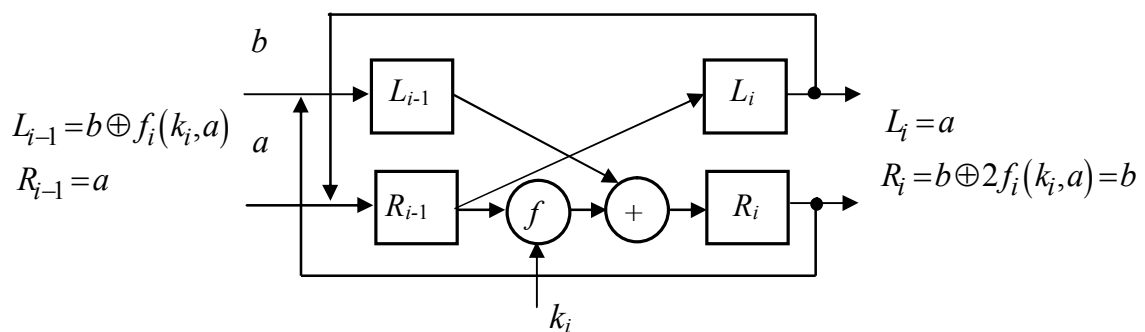 b
L_{i-1}
L_i
L_{i-1}=b⊕f_i(k_i,a)
a
L_i=a
R_{i-1}=a
R_i=b⊕2f_i(k_i,a)=b
R_{i-1}
f
+
R_i
k_i